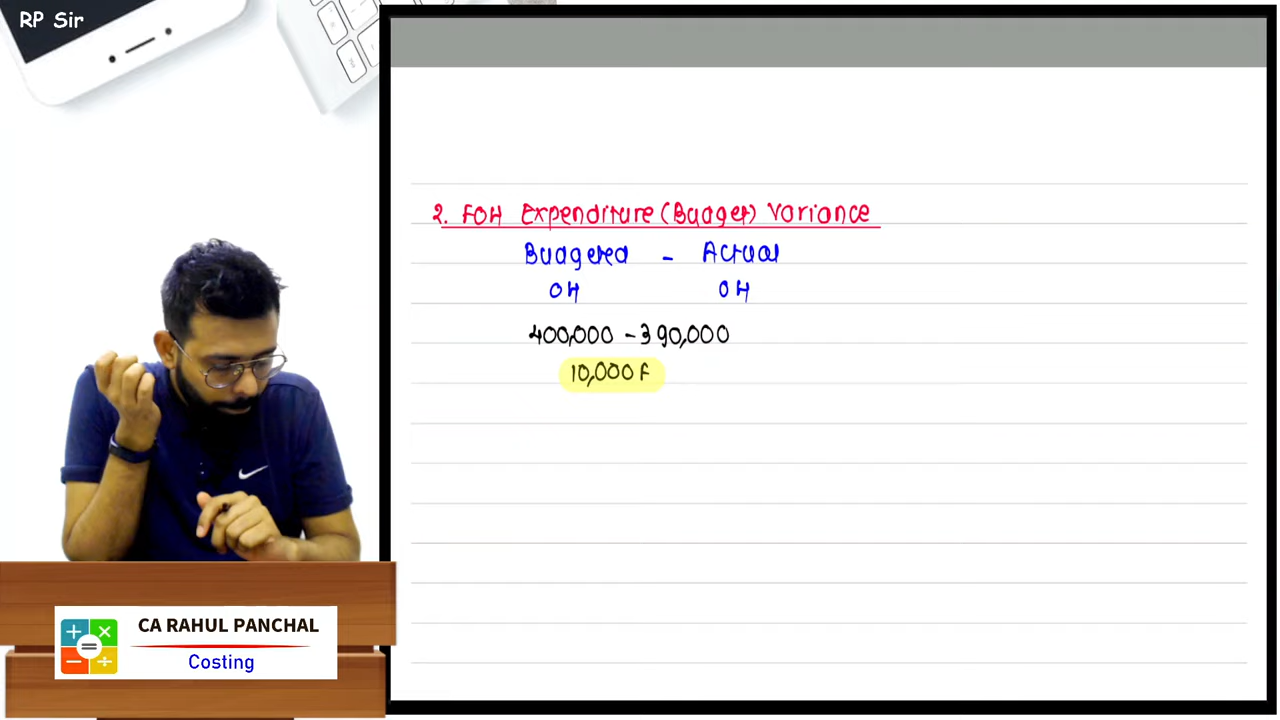 RP Sir
2. FOH Expenditure (Budget) Variance
Budgeted - Actual
OH OH
400,000 - 390,000
10,000 F
CA RAHUL PANCHAL
Costing